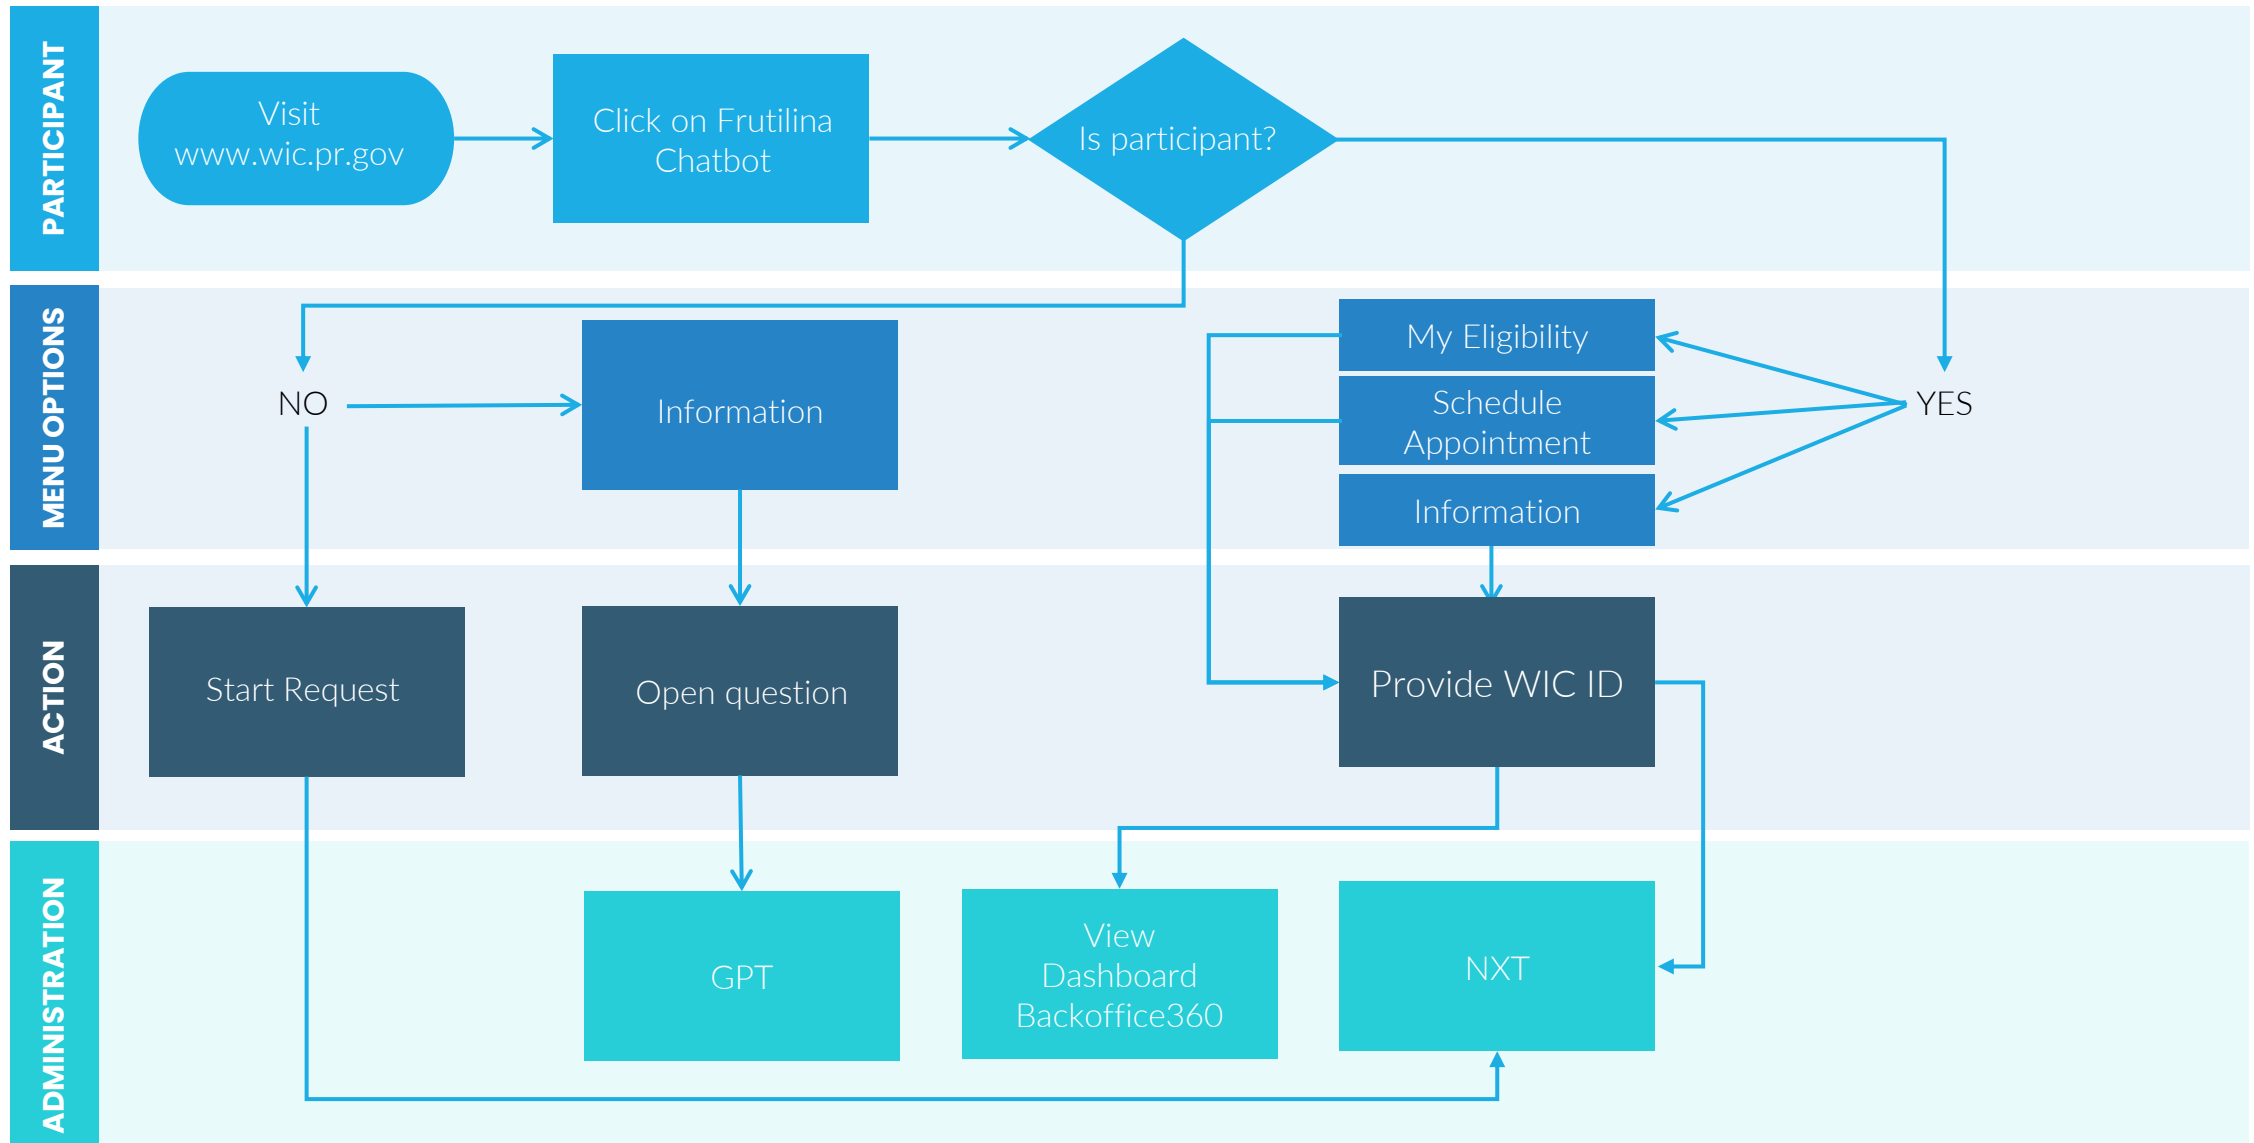 PARTICIPANT
Visit
www.wic.pr.gov
Click on Frutilina
Chatbot
Is participant?
MENU OPTIONS
NO
Information
My Eligibility
Schedule
Appointment
Information
YES
ACTION
Start Request
Open question
Provide WIC ID
ADMINISTRATION
GPT
View
Dashboard
Backoffice360
NXT